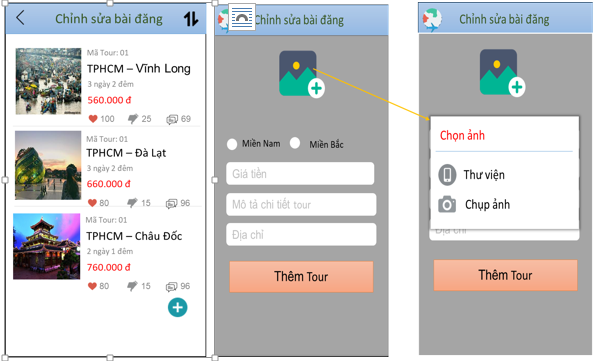 Chỉnh sửa bài đăng
Mã Tour: 01
TPHCM – Vĩnh Long
3 ngày 2 đêm
560.000 đ
100 25 69
Mã Tour: 01
TPHCM – Đà Lạt
3 ngày 2 đêm
660.000 đ
80 15 96
Mã Tour: 01
TPHCM – Châu Đốc
2 ngày 1 đêm
760.000 đ
80 15 96
Chỉnh sửa bài đăng
Miền Nam Miền Bắc
Giá tiền
Mô tả chi tiết tour
Địa chỉ
Thêm Tour
Chỉnh sửa bài đăng
Chọn ảnh
Thư viện
Chụp ảnh
Địa chỉ
Thêm Tour